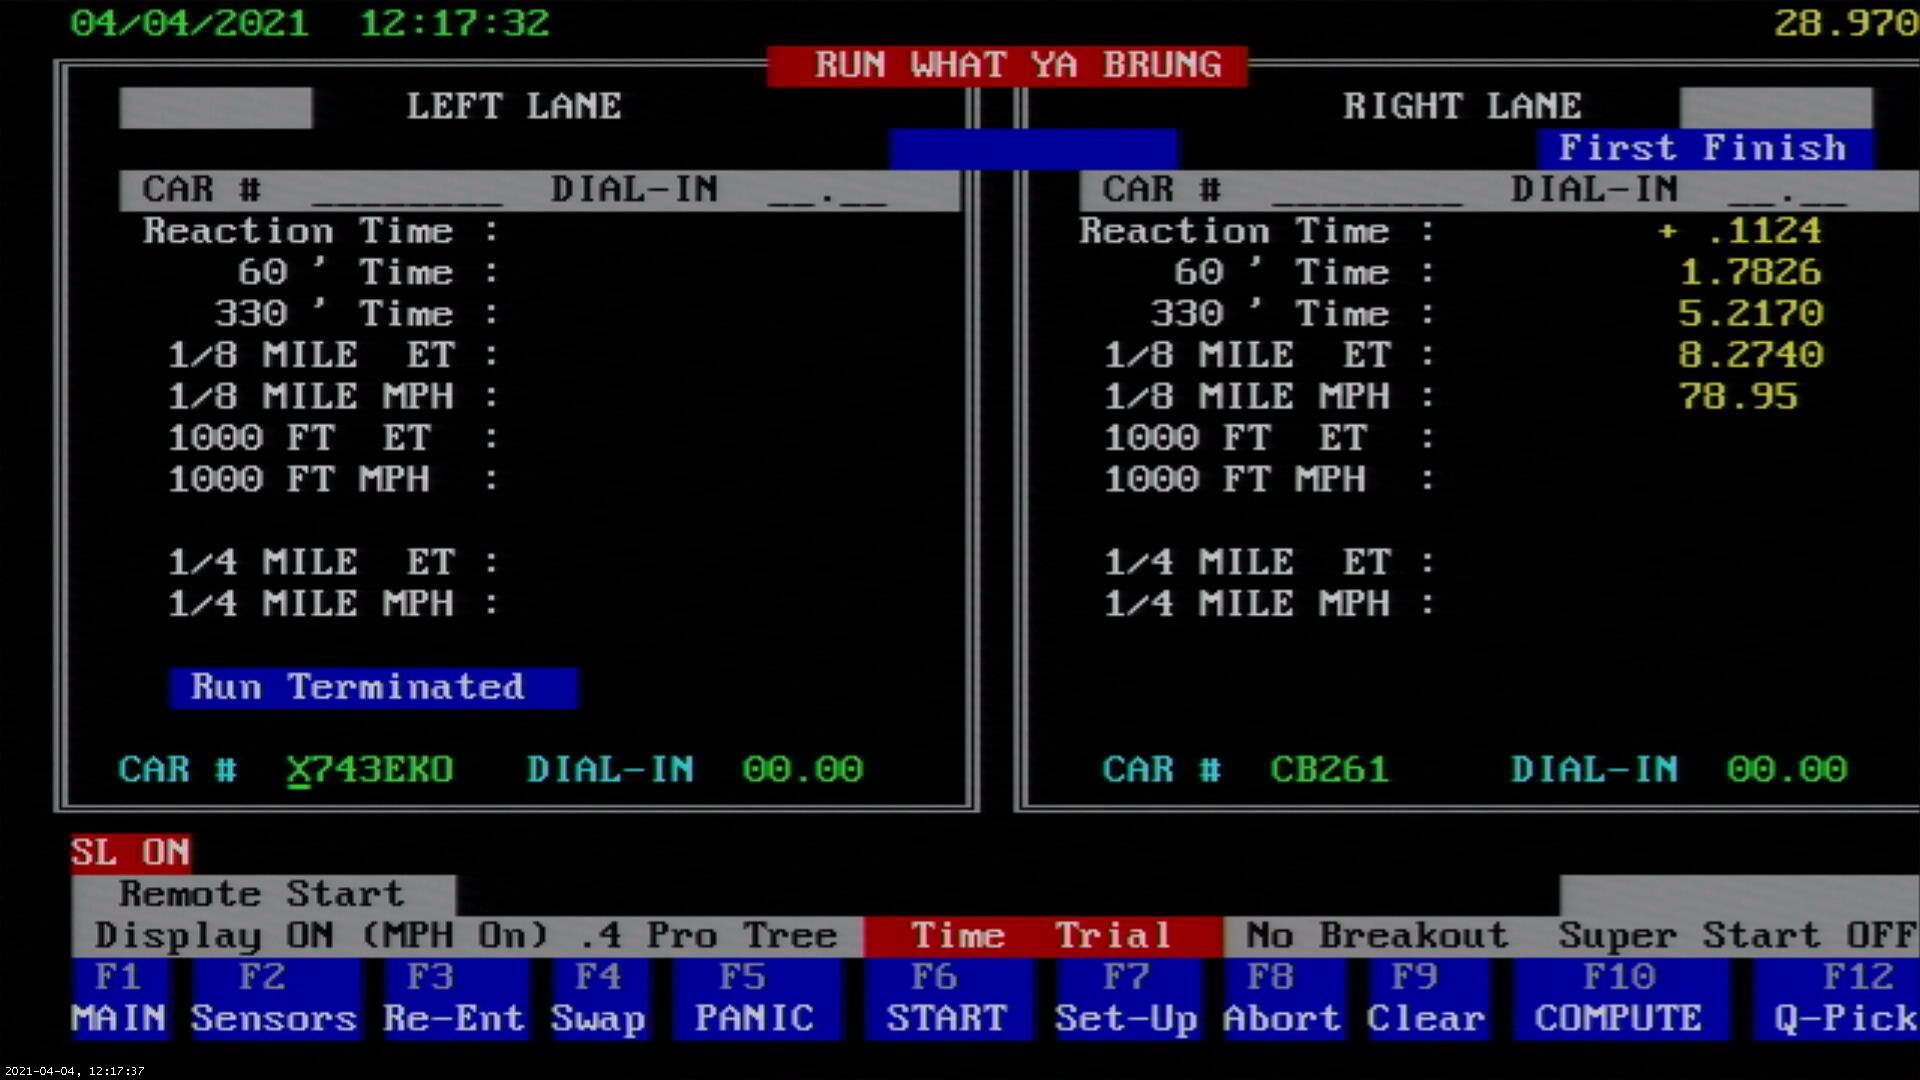 04/04/2021 12:17:32 28.970
RUN WHAT YA BRUNG
LEFT LANE
CAR # ________ DIAL-IN __.__
Reaction Time :
60 ' Time :
330 ' Time :
1/8 MILE ET :
1/8 MILE MPH :
1000 FT ET :
1000 FT MPH :
1/4 MILE ET :
1/4 MILE MPH :
Run Terminated
CAR # X743EKO DIAL-IN 00.00
RIGHT LANE
First Finish
CAR # ________ DIAL-IN __.__
Reaction Time : + .1124
60 ' Time : 1.7826
330 ' Time : 5.2170
1/8 MILE ET : 8.2740
1/8 MILE MPH : 78.95
1000 FT ET :
1000 FT MPH :
1/4 MILE ET :
1/4 MILE MPH :
CAR # CBZ61 DIAL-IN 00.00
SL ON
Remote Start
Display ON (MPH On) .4 Pro Tree Time Trial No Breakout Super Start OFF
F1 F2 F3 F4 F5 F6 F7 F8 F9 F10 F12
MAIN Sensors Re-Ent Swap PANIC START Set-Up Abort Clear COMPUTE Q-Pick
2021-04-04, 12:17:37